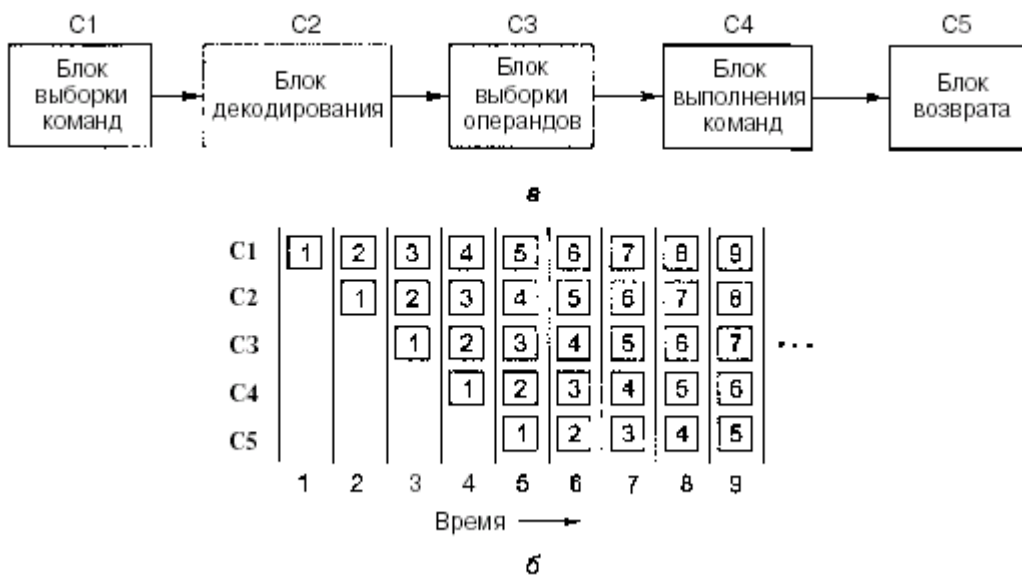 C1 C2 C3 C4 C5
Блок выборки команд
Блок декодирования
Блок выборки операндов
Блок выполнения команд
Блок возврата
а
C1 1 2 3 4 5 6 7 8 9
C2 1 2 3 4 5 6 7 8
C3 1 2 3 4 5 6 7 ...
C4 1 2 3 4 5 6
C5 1 2 3 4 5
1 2 3 4 5 6 7 8 9
Время
б